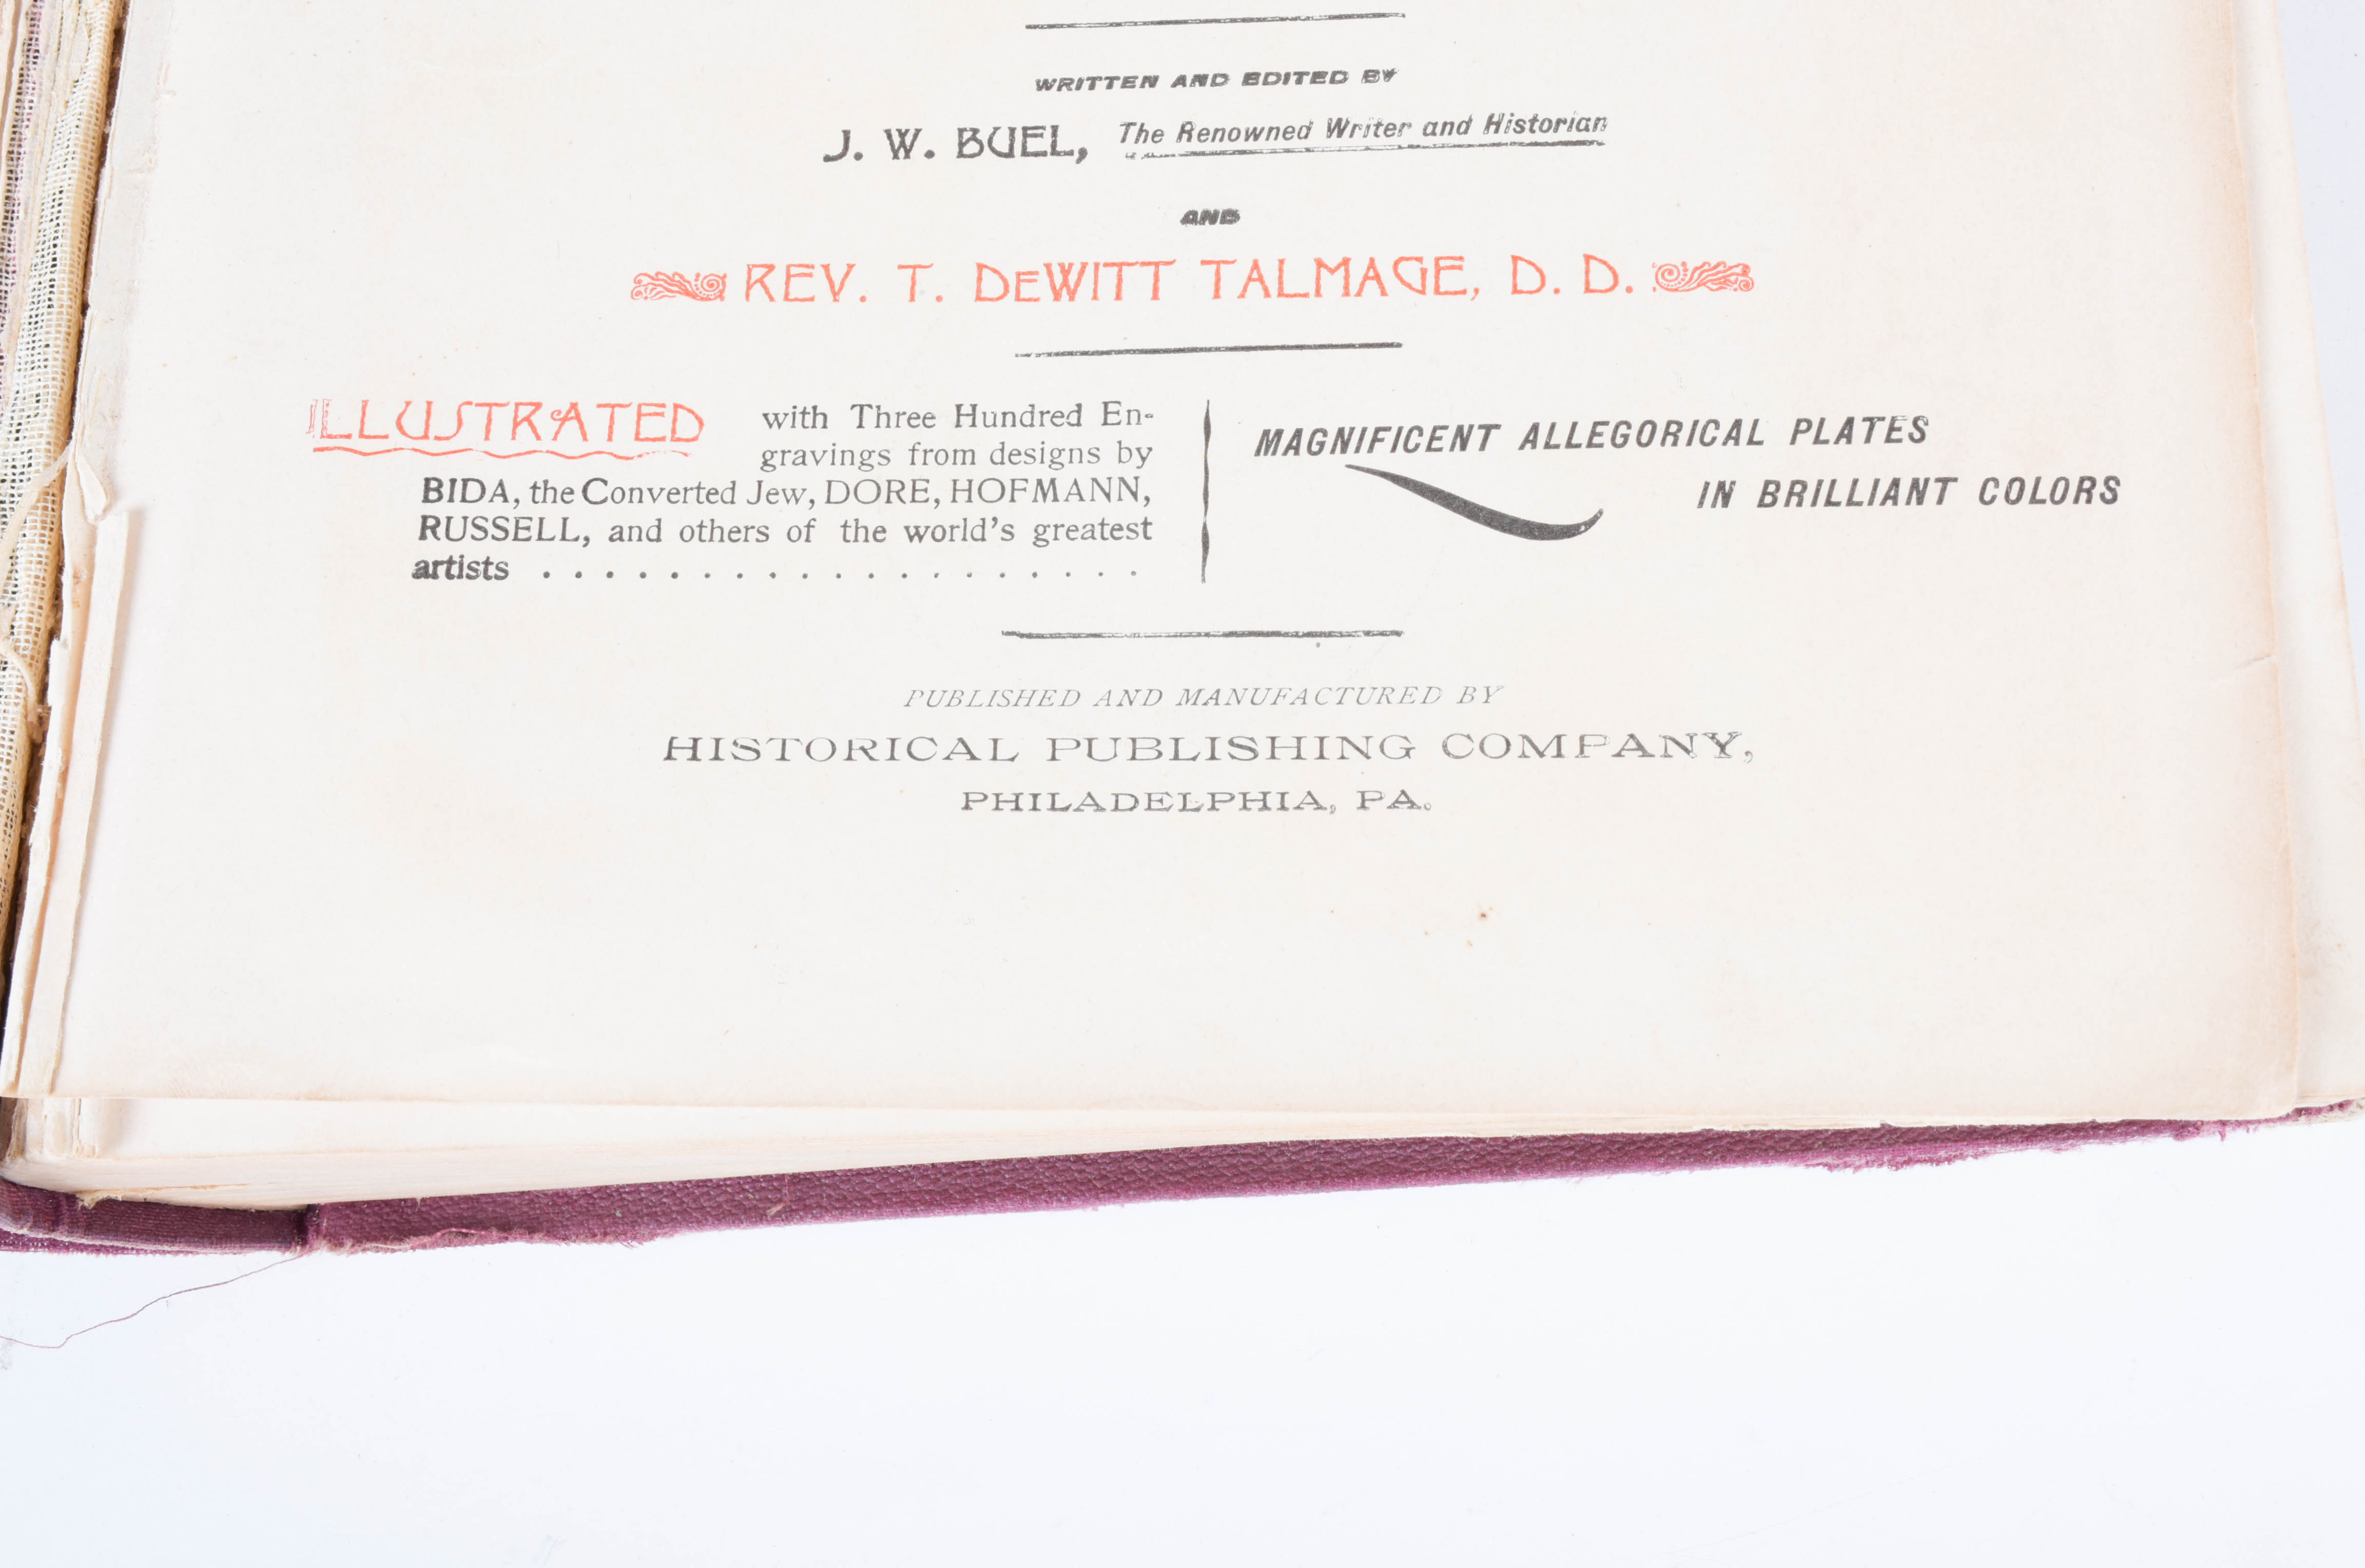 WRITTEN AND EDITED BY
J. W. BUEL, The Renowned Writer and Historian
AND
REV. T. DEWITT TALMAGE, D. D.
ILLUSTRATED with Three Hundred En-
gravings from designs by
BIDA, the Converted Jew, DORE, HOFMANN,
RUSSELL, and others of the world's greatest
artists . . . . . . . . . . . . . . . . . . .
MAGNIFICENT ALLEGORICAL PLATES
IN BRILLIANT COLORS
PUBLISHED AND MANUFACTURED BY
HISTORICAL PUBLISHING COMPANY,
PHILADELPHIA, PA.